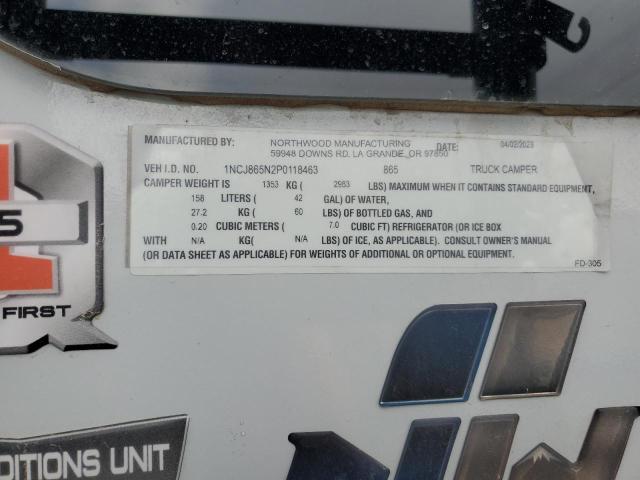 MANUFACTURED BY: NORTHWOOD MANUFACTURING DATE: 04/02/2023
59948 DOWNS RD, LA GRANDE, OR 97850
VEH I.D. NO. 1NCJ865N2P0118463 865 TRUCK CAMPER
CAMPER WEIGHT IS 1353 KG ( 2983 LBS) MAXIMUM WHEN IT CONTAINS STANDARD EQUIPMENT,
158 LITERS ( 42 GAL) OF WATER,
27.2 KG ( 60 LBS) OF BOTTLED GAS, AND
0.20 CUBIC METERS ( 7.0 CUBIC FT) REFRIGERATOR (OR ICE BOX
WITH N/A KG( N/A LBS) OF ICE, AS APPLICABLE). CONSULT OWNER'S MANUAL
(OR DATA SHEET AS APPLICABLE) FOR WEIGHTS OF ADDITIONAL OR OPTIONAL EQUIPMENT.
FD-305
5
FIRST
DITIONS UNIT
NW